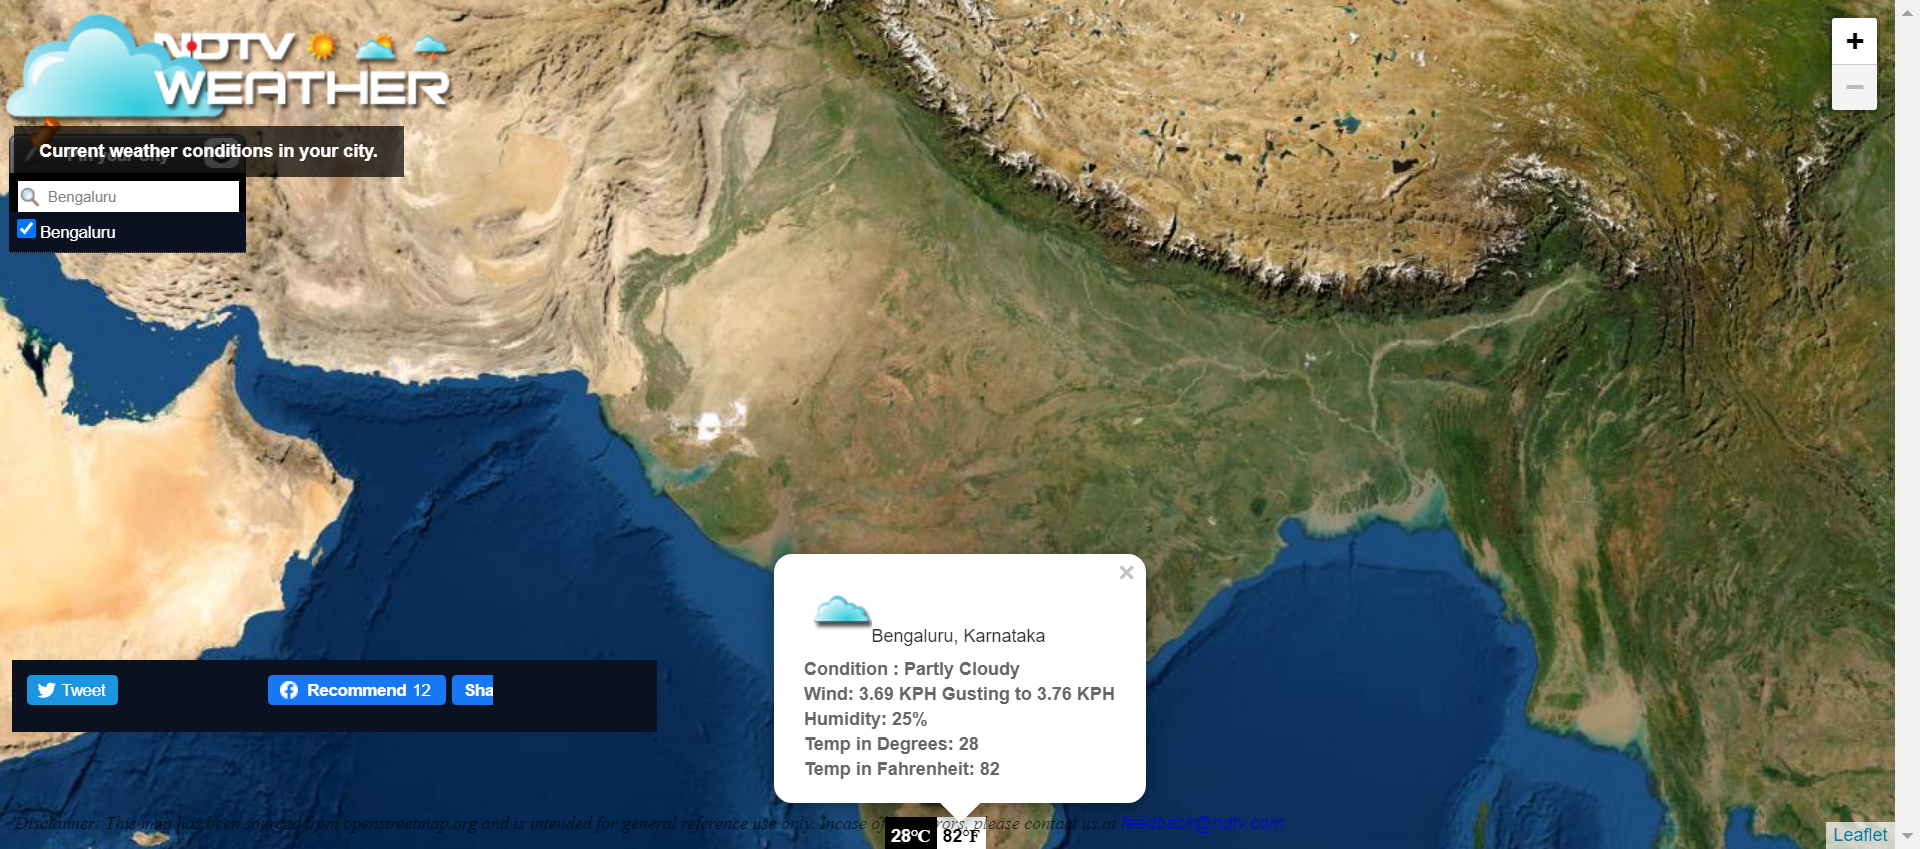 NDTV
WEATHER
Current weather conditions in your city.
Bengaluru
Bengaluru
+
−
×
Bengaluru, Karnataka
Condition : Partly Cloudy
Wind: 3.69 KPH Gusting to 3.76 KPH
Humidity: 25%
Temp in Degrees: 28
Temp in Fahrenheit: 82
Tweet
Recommend 12
Sha
Disclaimer: This map has been sourced from openstreetmap.org and is intended for general reference use only. Incase of rors, please contact us at feedback@ndtv.com
28°C 82°F
Leaflet